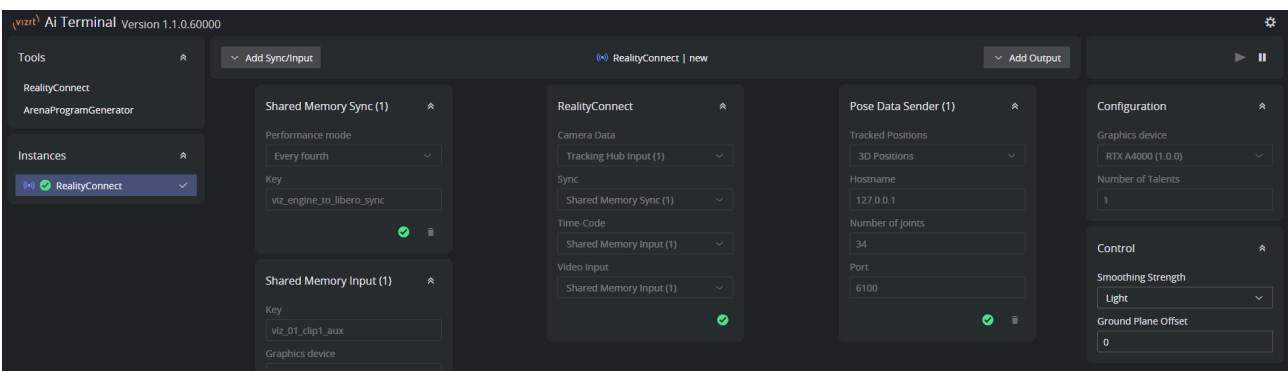 vizrt Ai Terminal Version 1.1.0.60000
Tools
RealityConnect
ArenaProgramGenerator
Instances
RealityConnect
Add Sync/Input
RealityConnect | new
Add Output
Shared Memory Sync (1)
Performance mode
Every fourth
Key
viz_engine_to_libero_sync
Shared Memory Input (1)
Key
viz_01_clip1_aux
Graphics device
RealityConnect
Camera Data
Tracking Hub Input (1)
Sync
Shared Memory Sync (1)
Time-Code
Shared Memory Input (1)
Video Input
Shared Memory Input (1)
Pose Data Sender (1)
Tracked Positions
3D Positions
Hostname
127.0.0.1
Number of joints
34
Port
6100
Configuration
Graphics device
RTX A4000 (1.0.0)
Number of Talents
1
Control
Smoothing Strength
Light
Ground Plane Offset
0